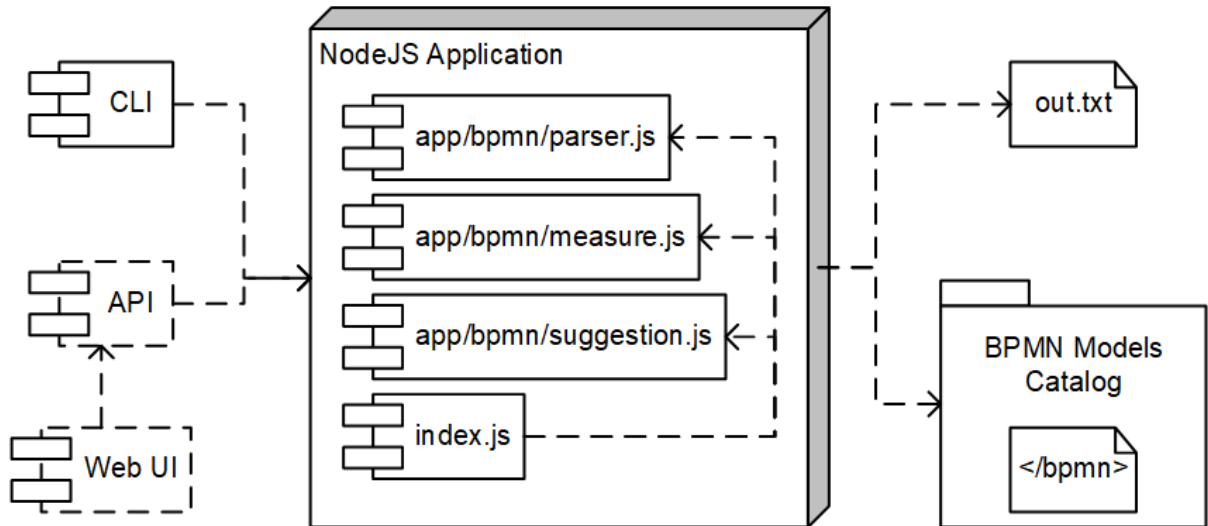 NodeJS Application
CLI
app/bpmn/parser.js
out.txt
app/bpmn/measure.js
API
app/bpmn/suggestion.js
BPMN Models
Catalog
index.js
Web UI
</bpmn>